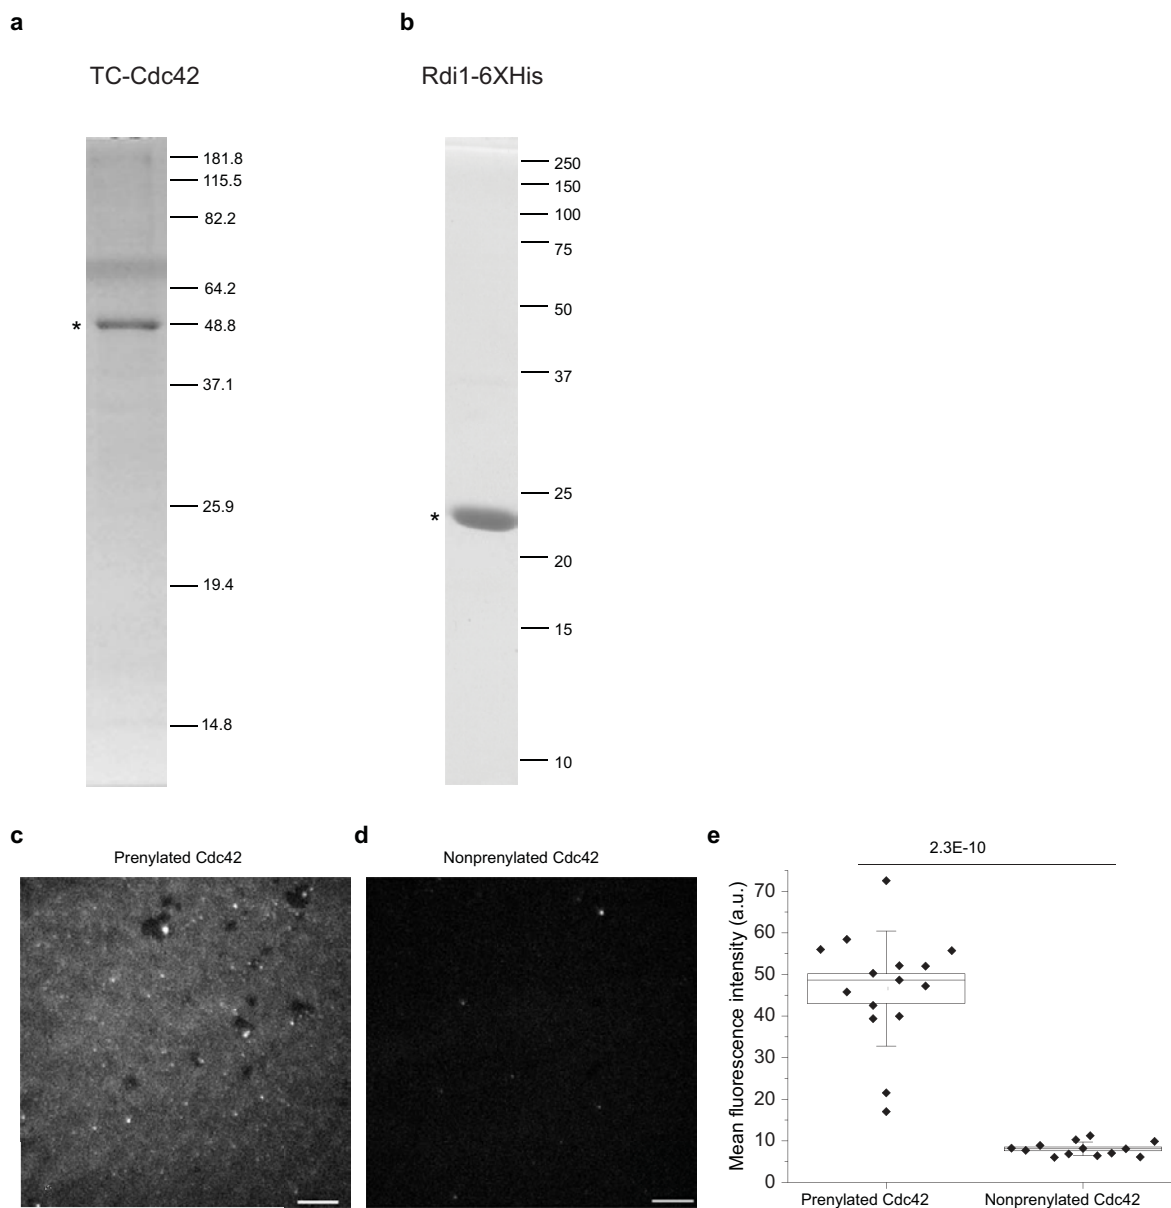 a
b
TC-Cdc42
Rdi1-6XHis
181.8
115.5
82.2
64.2
*
48.8
37.1
25.9
19.4
14.8
250
150
100
75
50
37
25
*
20
15
10
c
Prenylated Cdc42
d
Nonprenylated Cdc42
e
2.3E-10
Mean fluorescence intensity (a.u.)
70
60
50
40
30
20
10
0
Prenylated Cdc42
Nonprenylated Cdc42